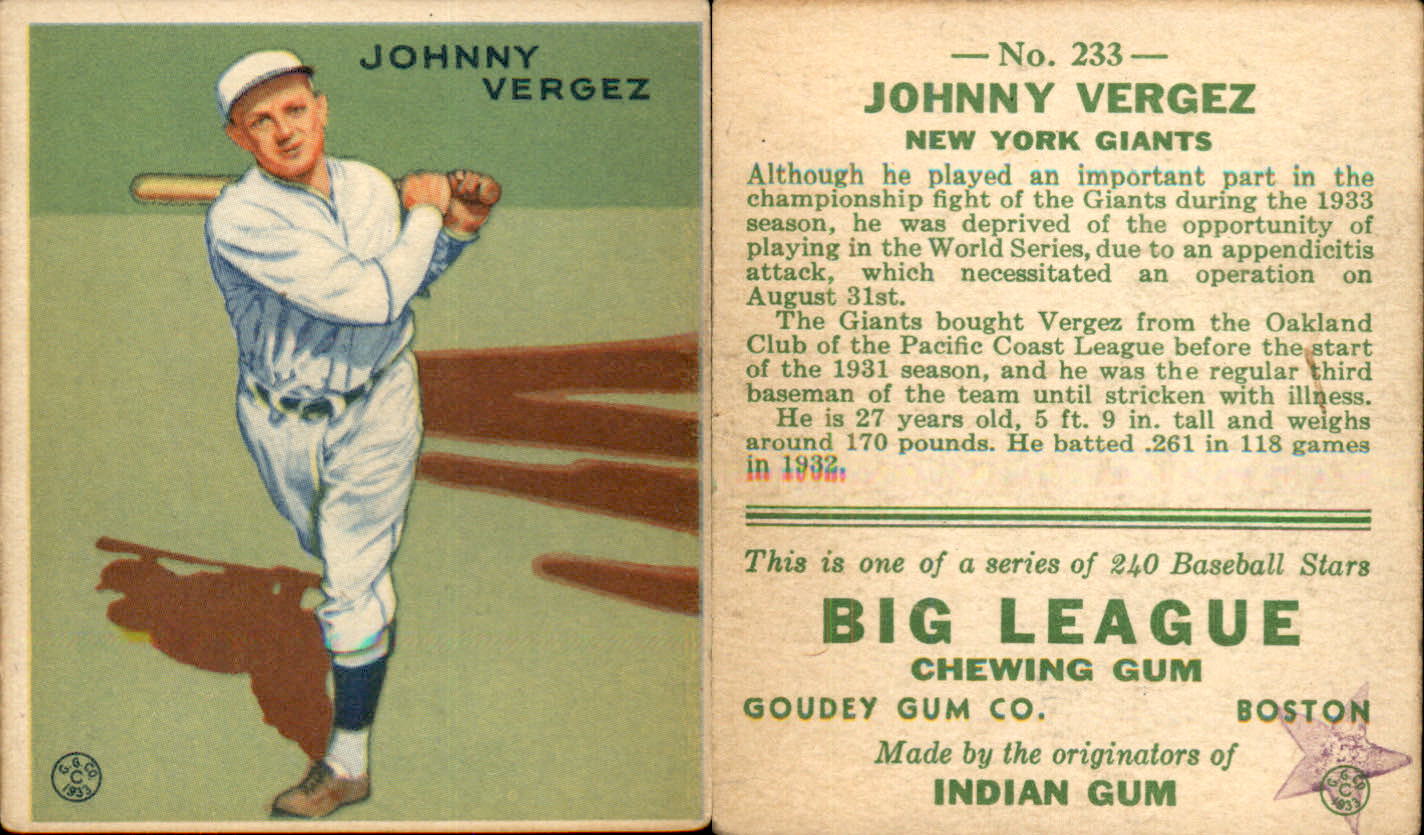 JOHNNY
VERGEZ
G.G.CO
C
1933
— No. 233 —
JOHNNY VERGEZ
NEW YORK GIANTS
Although he played an important part in the
championship fight of the Giants during the 1933
season, he was deprived of the opportunity of
playing in the World Series, due to an appendicitis
attack, which necessitated an operation on
August 31st.
The Giants bought Vergez from the Oakland
Club of the Pacific Coast League before the start
of the 1931 season, and he was the regular third
baseman of the team until stricken with illness.
He is 27 years old, 5 ft. 9 in. tall and weighs
around 170 pounds. He batted .261 in 118 games
in 1932.
This is one of a series of 240 Baseball Stars
BIG LEAGUE
CHEWING GUM
GOUDEY GUM CO. BOSTON
Made by the originators of
INDIAN GUM
G.G.CO
C
1933